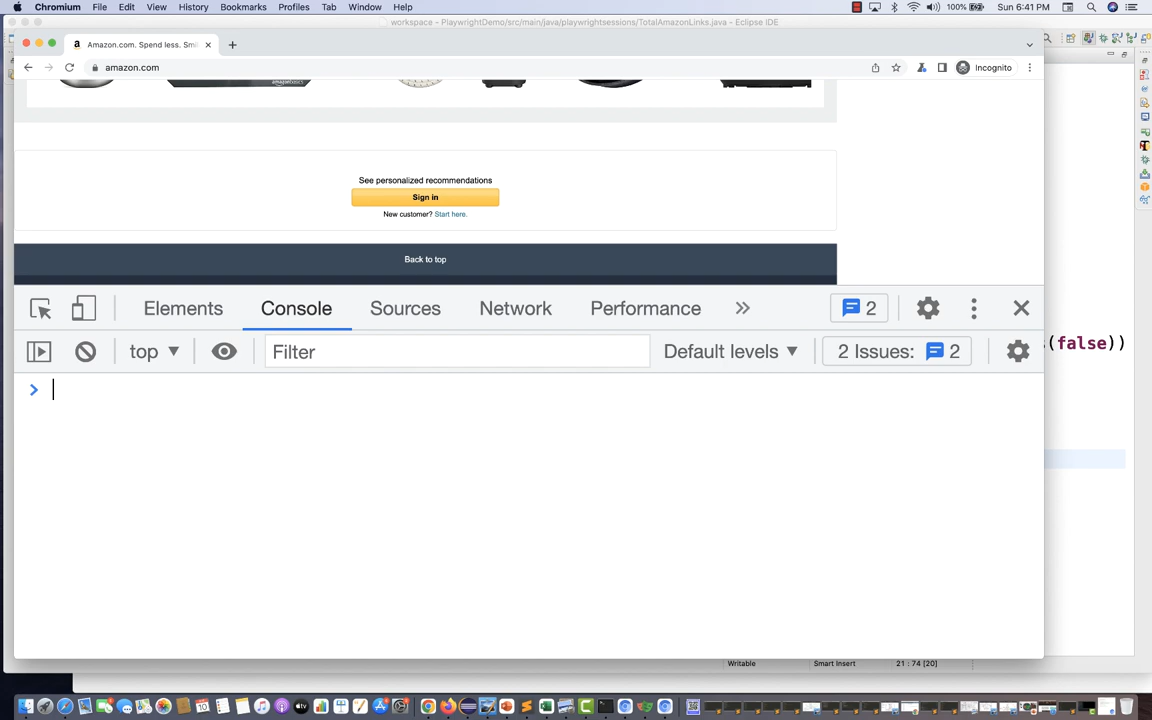 Chromium File Edit View History Bookmarks Profiles Tab Window Help 100% Sun 6:41 PM
workspace - PlaywrightDemo/src/main/java/playwrightsessions/TotalAmazonLinks.java - Eclipse IDE
Amazon.com. Spend less. Smi
amazon.com Incognito
See personalized recommendations
Sign in
New customer? Start here.
Back to top
Elements Console Sources Network Performance 2
top Filter Default levels 2 Issues: 2
(false))
Writable Smart Insert 21 : 74 [20]